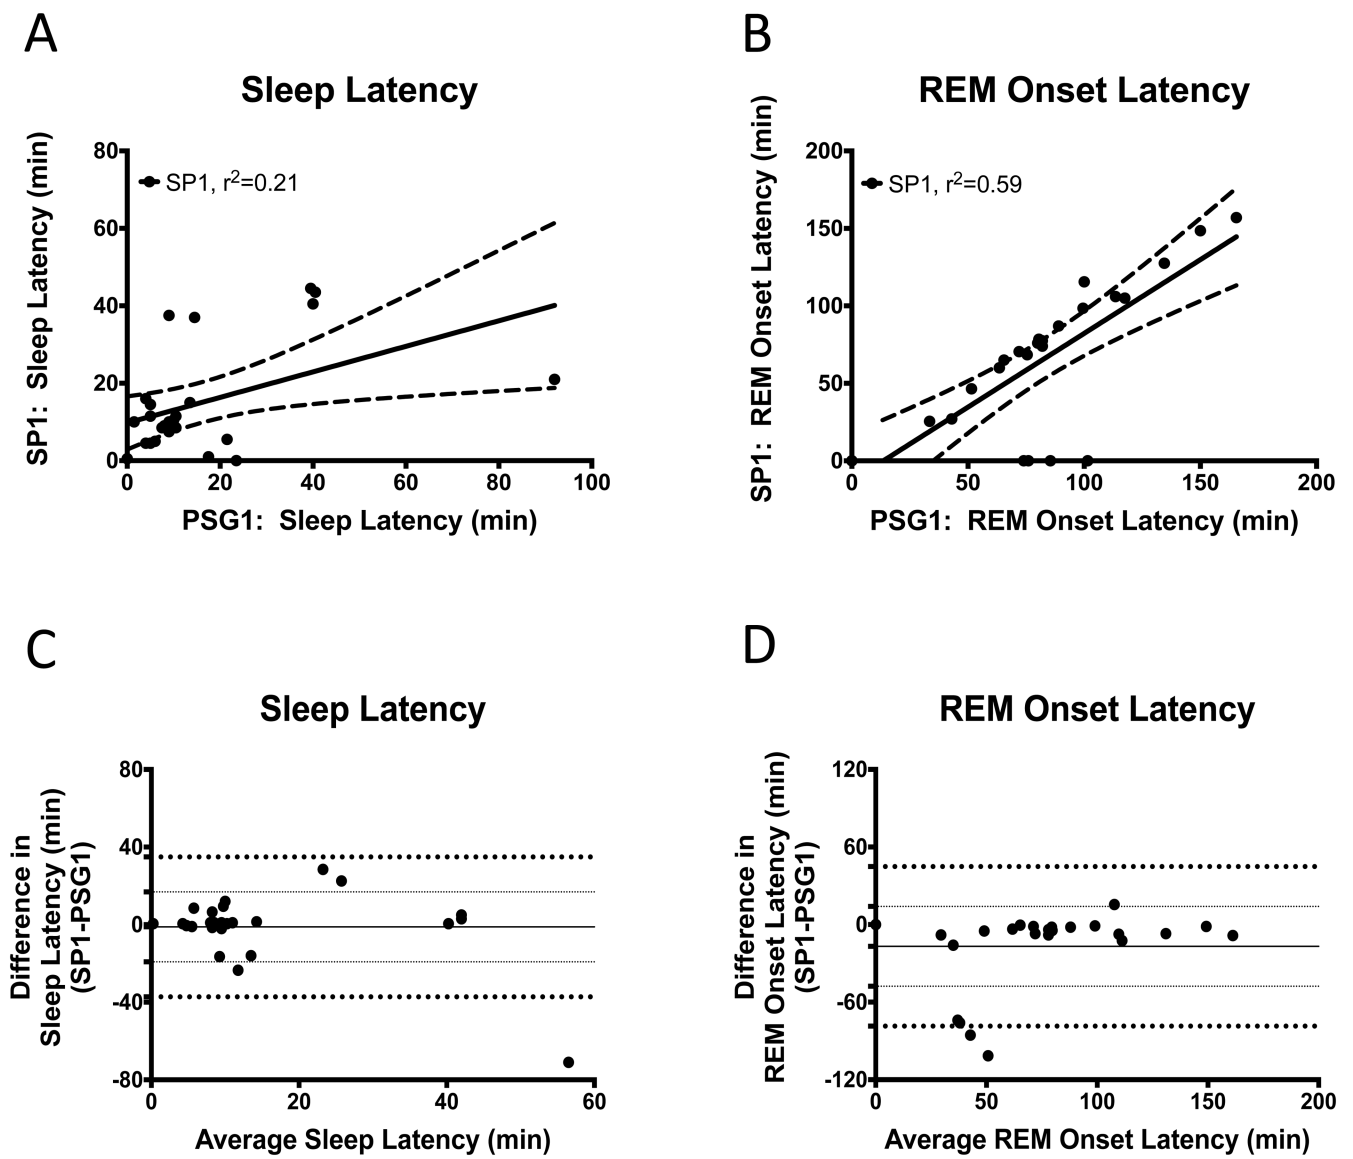 A
Sleep Latency
SP1:  Sleep Latency (min)
80
60
40
20
0
SP1, r²=0.21
0 20 40 60 80 100
PSG1:  Sleep Latency (min)
B
REM Onset Latency
SP1:  REM Onset Latency (min)
200
150
100
50
0
SP1, r²=0.59
0 50 100 150 200
PSG1:  REM Onset Latency (min)
C
Sleep Latency
Difference in
Sleep Latency (min)
(SP1-PSG1)
80
40
0
-40
-80
0 20 40 60
Average Sleep Latency (min)
D
REM Onset Latency
Difference in
REM Onset Latency (min)
(SP1-PSG1)
120
60
0
-60
-120
0 50 100 150 200
Average REM Onset Latency (min)